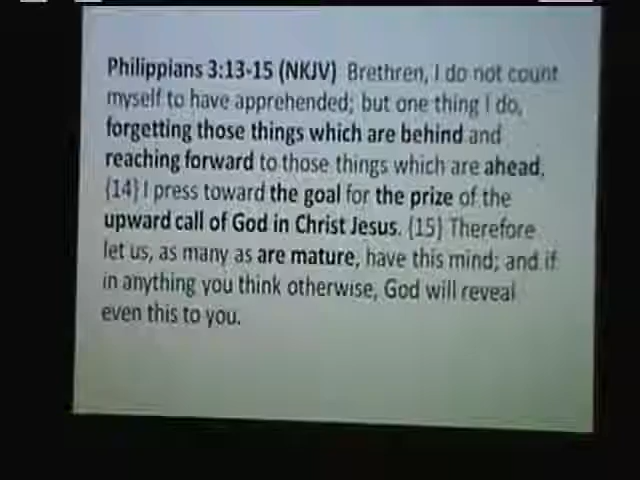 Philippians 3:13-15 (NKJV) Brethren, I do not count
myself to have apprehended; but one thing I do,
forgetting those things which are behind and
reaching forward to those things which are ahead,
{14} I press toward the goal for the prize of the
upward call of God in Christ Jesus. {15} Therefore
let us, as many as are mature, have this mind; and if
in anything you think otherwise, God will reveal
even this to you.